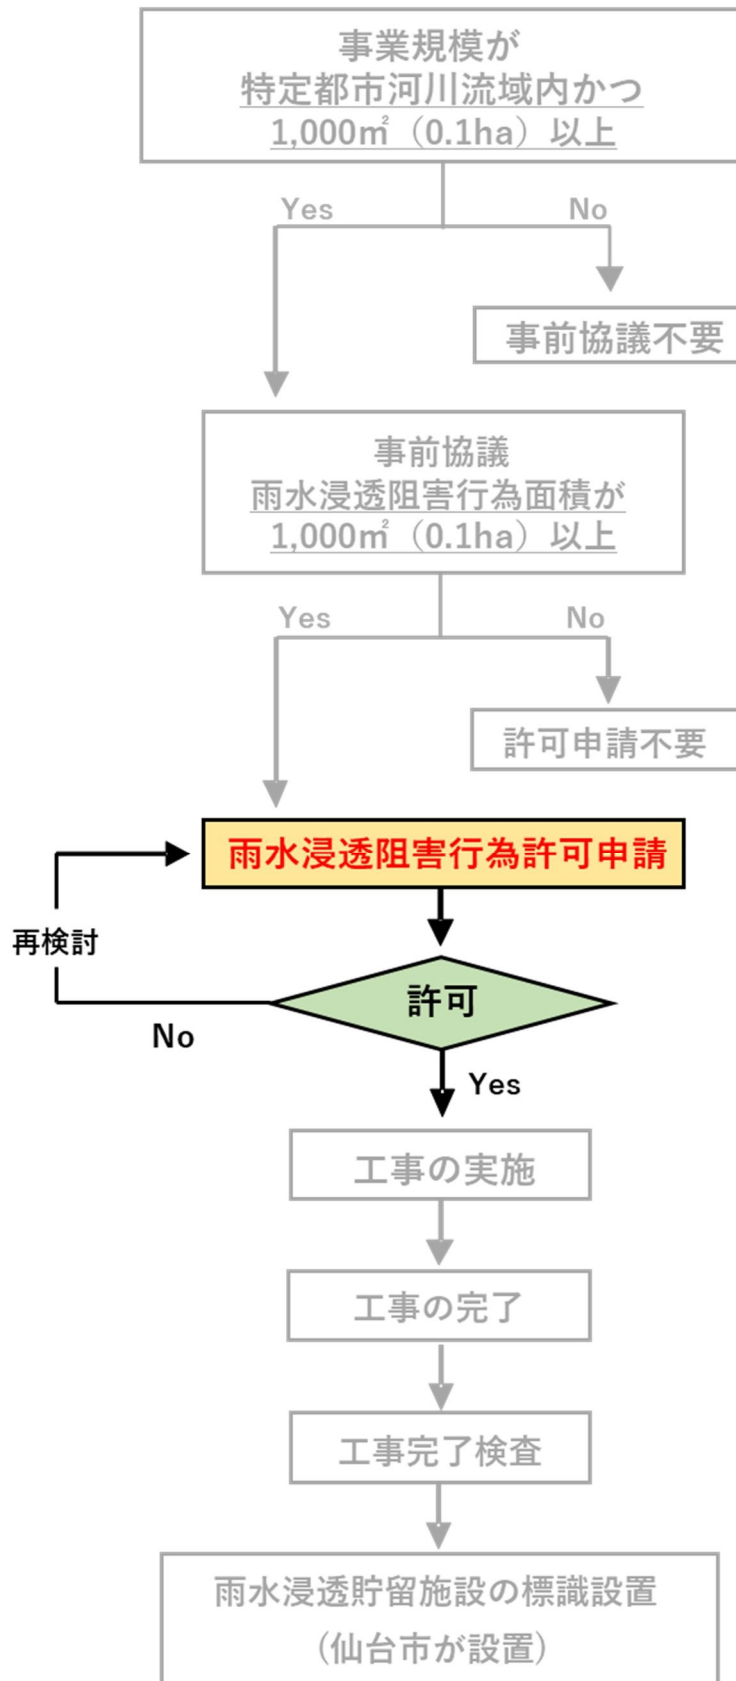 事業規模が
特定都市河川流域内かつ
1,000㎡（0.1ha）以上
Yes
No
事前協議不要
事前協議
雨水浸透阻害行為面積が
1,000㎡（0.1ha）以上
Yes
No
許可申請不要
雨水浸透阻害行為許可申請
再検討
許可
No
Yes
工事の実施
工事の完了
工事完了検査
雨水浸透貯留施設の標識設置
(仙台市が設置)